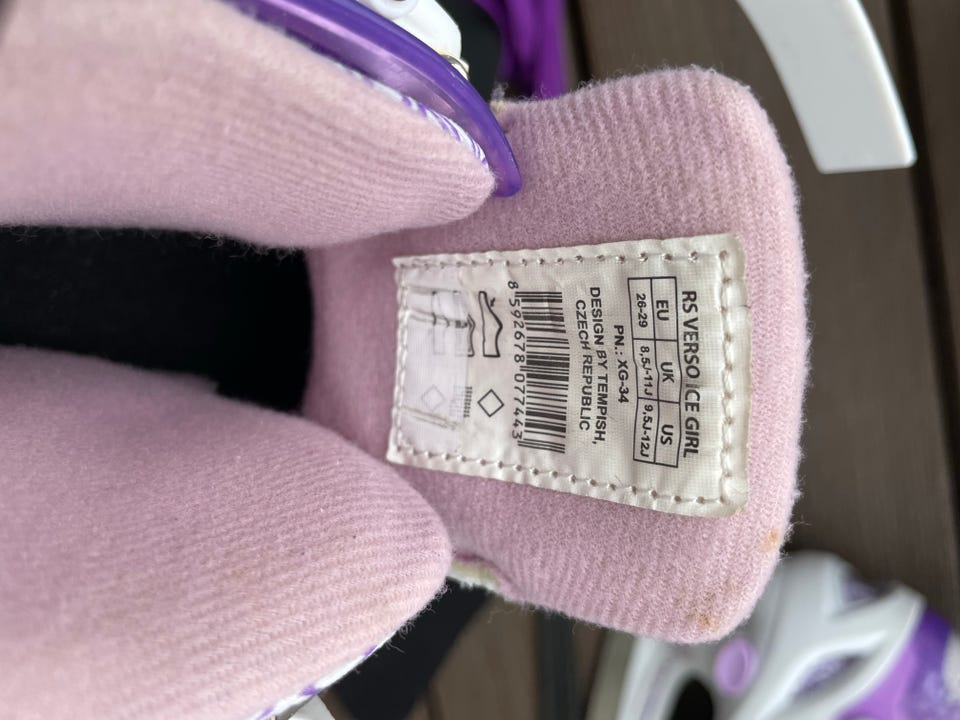 RS VERSO ICE GIRL
EU UK US
26-29 8,5J-11J 9,5J-12J
PN.: XG-34
DESIGN BY TEMPISH,
CZECH REPUBLIC
8 592678 077443